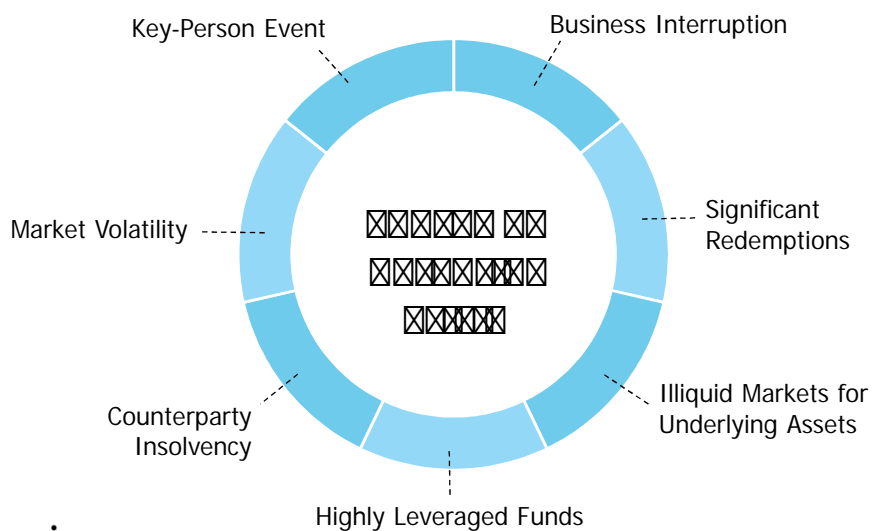 Key-Person Event
Business Interruption
Significant
Redemptions
Market Volatility
Illiquid Markets for
Underlying Assets
Counterparty
Insolvency
Highly Leveraged Funds